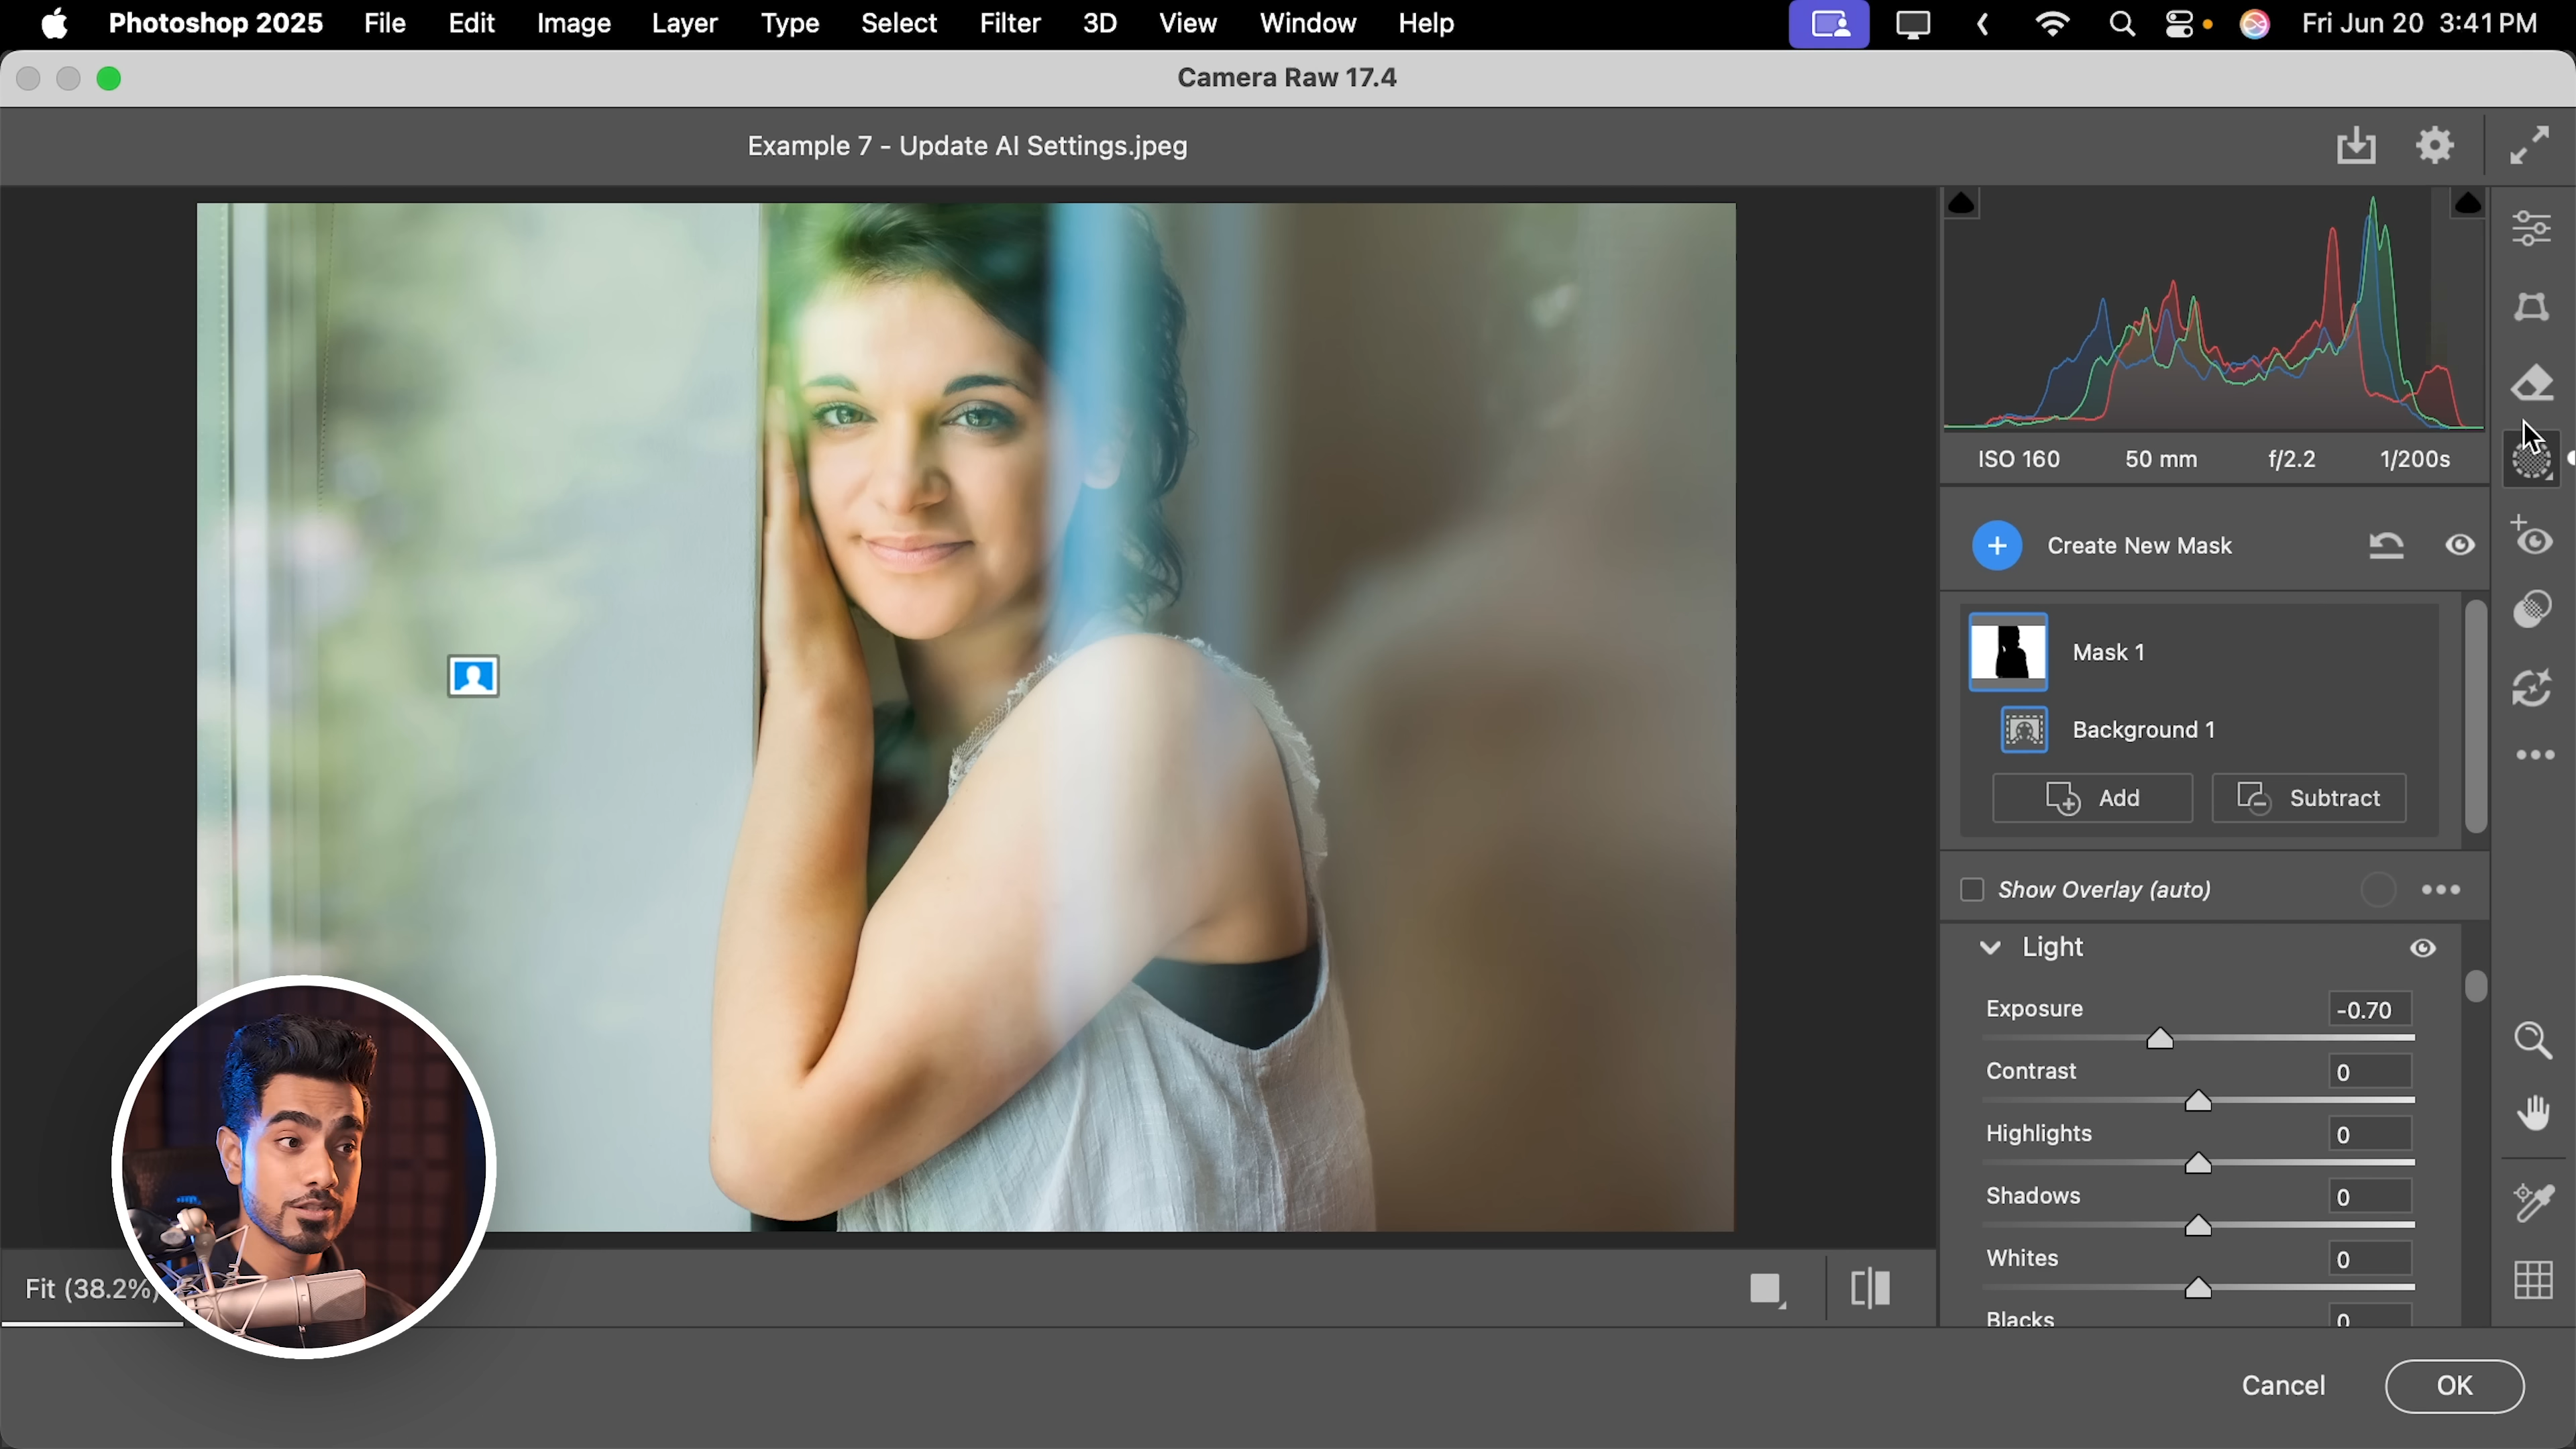 Photoshop 2025 File Edit Image Layer Type Select Filter 3D View Window Help Fri Jun 20 3:41 PM
Camera Raw 17.4
Example 7 - Update AI Settings.jpeg
ISO 160 50 mm f/2.2 1/200s
Create New Mask
Mask 1
Background 1
Add Subtract
Show Overlay (auto)
Light
Exposure -0.70
Contrast 0
Highlights 0
Shadows 0
Whites 0
Blacks 0
Fit (38.2%)
Cancel OK